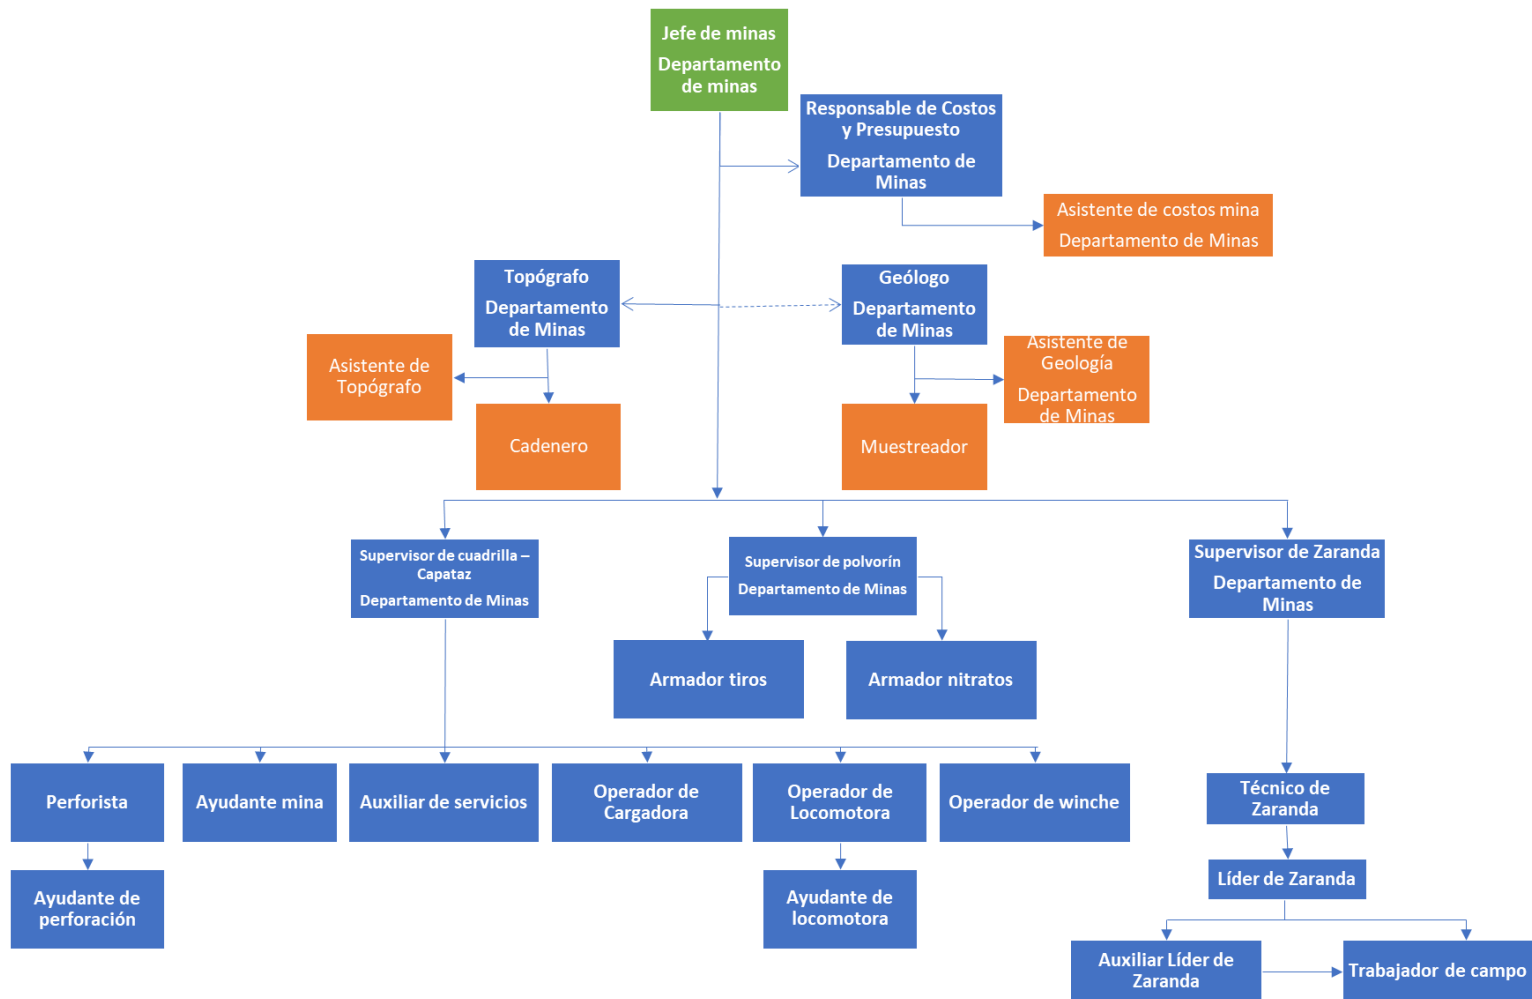 Jefe de minas
Departamento
de minas
Responsable de Costos
y Presupuesto
Departamento de
Minas
Asistente de costos mina
Departamento de Minas
Topógrafo
Departamento
de Minas
Geólogo
Departamento
de Minas
Asistente de
Topógrafo
Asistente de
Geología
Departamento
de Minas
Cadenero
Muestreador
Supervisor de cuadrilla –
Capataz
Departamento de Minas
Supervisor de polvorín
Departamento de Minas
Supervisor de Zaranda
Departamento de
Minas
Armador tiros
Armador nitratos
Perforista
Ayudante mina
Auxiliar de servicios
Operador de
Cargadora
Operador de
Locomotora
Operador de winche
Técnico de
Zaranda
Ayudante de
perforación
Ayudante de
locomotora
Líder de Zaranda
Auxiliar Líder de
Zaranda
Trabajador de campo